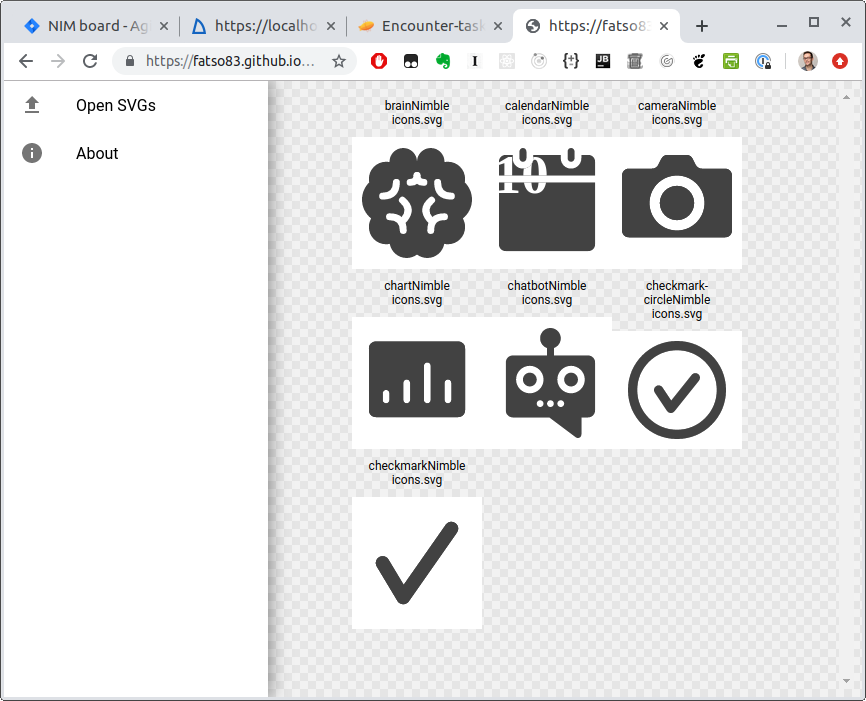 NIM board - Ag
https://localho
Encounter-task
https://fatso83
https://fatso83.github.io...
I
{+}
JB
Open SVGs
About
brainNimble
icons.svg
calendarNimble
icons.svg
cameraNimble
icons.svg
10
chartNimble
icons.svg
chatbotNimble
icons.svg
checkmark-
circleNimble
icons.svg
checkmarkNimble
icons.svg